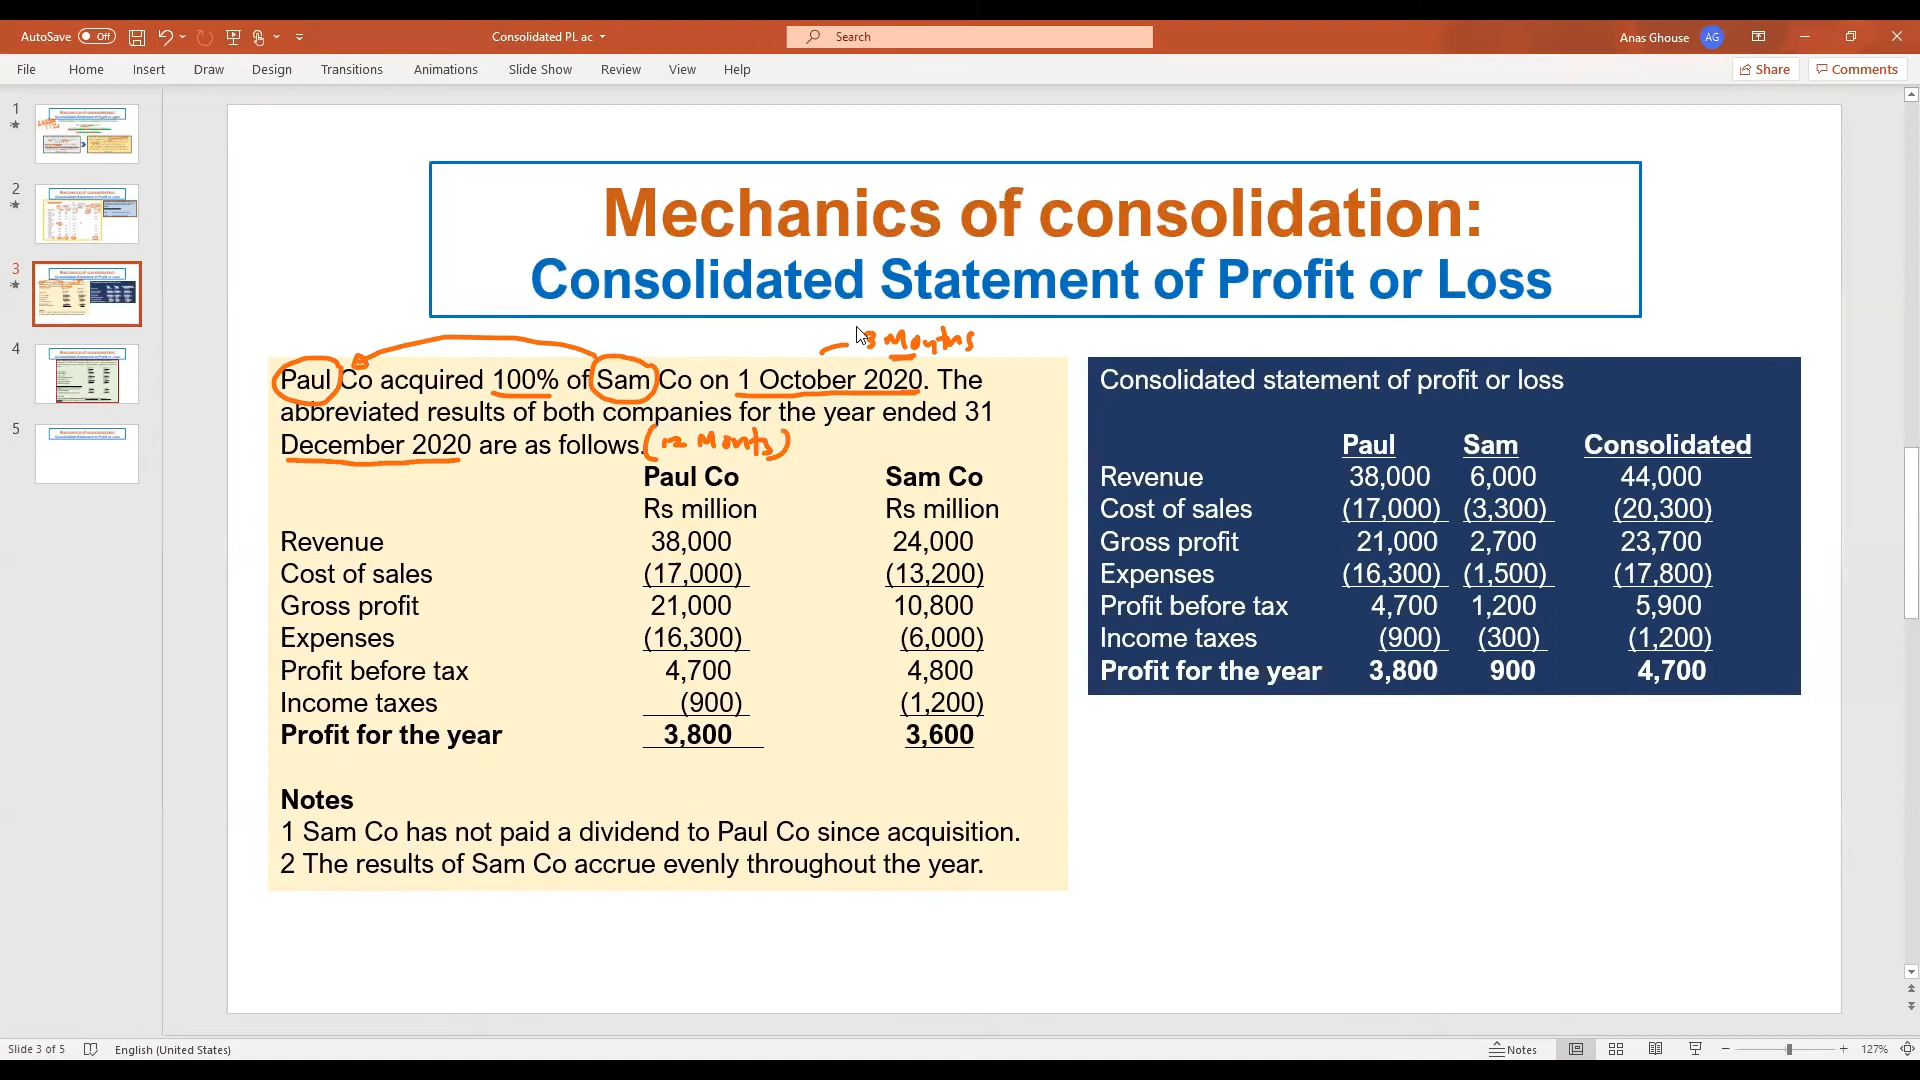 AutoSave Off
Consolidated PL ac
Search
Anas Ghouse AG
File Home Insert Draw Design Transitions Animations Slide Show Review View Help
Share Comments
1
2
3
4
5
Mechanics of consolidation:
Consolidated Statement of Profit or Loss
3 Months
Paul Co acquired 100% of Sam Co on 1 October 2020. The
abbreviated results of both companies for the year ended 31
December 2020 are as follows. (12 Months)
Paul Co Sam Co
Rs million Rs million
Revenue 38,000 24,000
Cost of sales (17,000) (13,200)
Gross profit 21,000 10,800
Expenses (16,300) (6,000)
Profit before tax 4,700 4,800
Income taxes (900) (1,200)
Profit for the year 3,800 3,600
Notes
1 Sam Co has not paid a dividend to Paul Co since acquisition.
2 The results of Sam Co accrue evenly throughout the year.
Consolidated statement of profit or loss
Paul Sam Consolidated
Revenue 38,000 6,000 44,000
Cost of sales (17,000) (3,300) (20,300)
Gross profit 21,000 2,700 23,700
Expenses (16,300) (1,500) (17,800)
Profit before tax 4,700 1,200 5,900
Income taxes (900) (300) (1,200)
Profit for the year 3,800 900 4,700
Slide 3 of 5 English (United States) Notes 127%